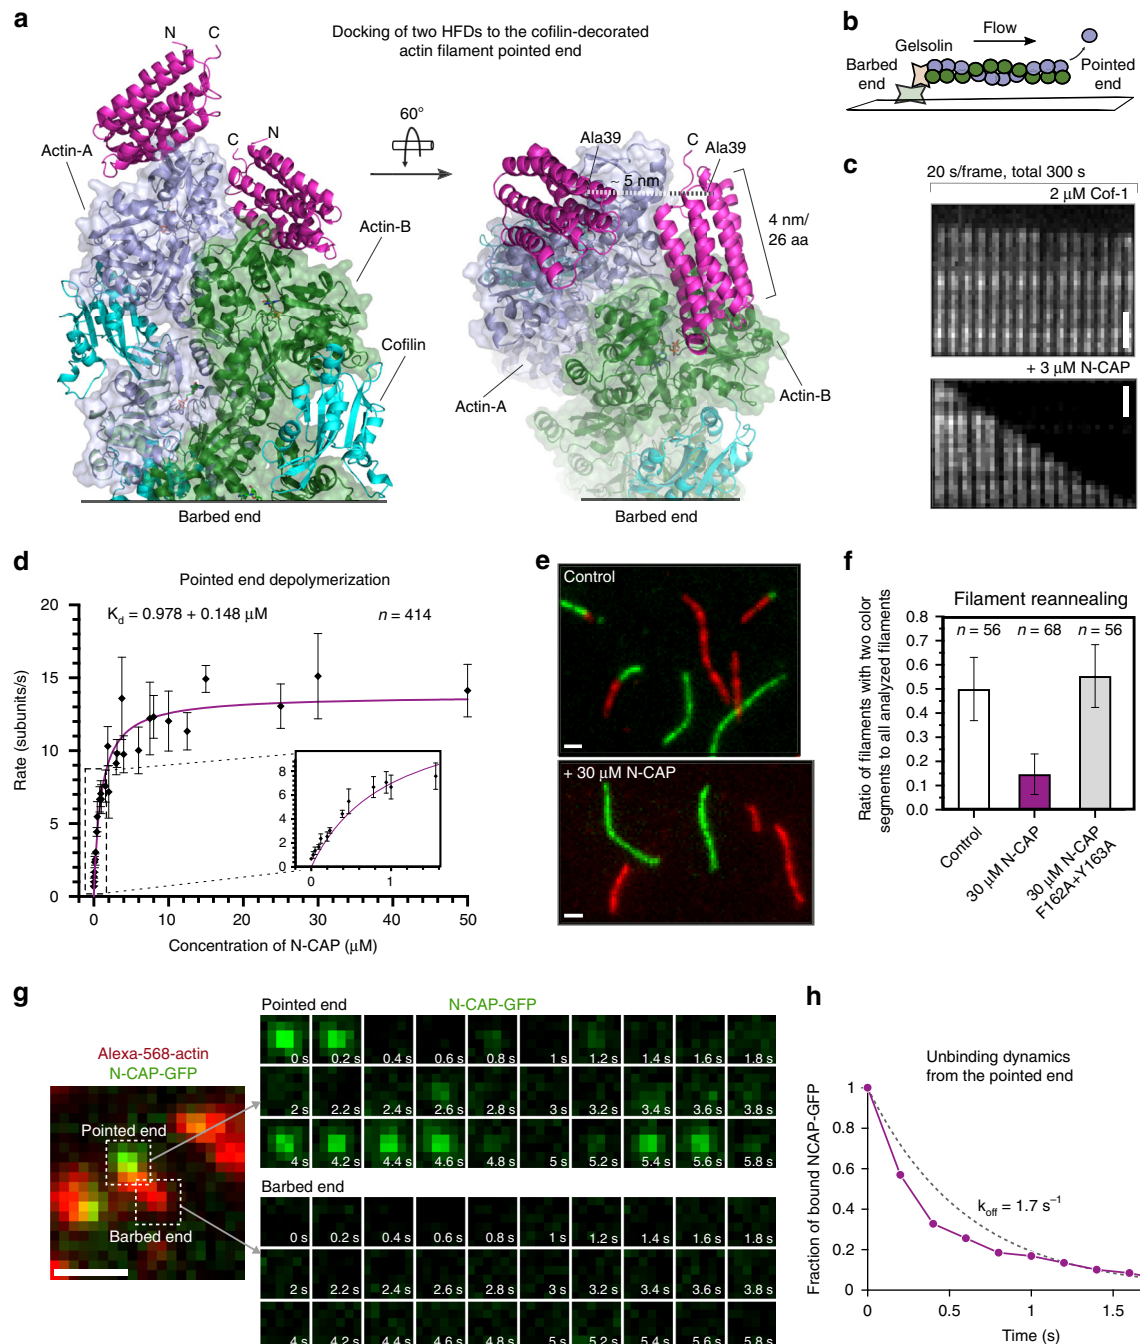 a
N
C
Docking of two HFDs to the cofilin-decorated
actin filament pointed end
Actin-A
C
N
60°
Actin-B
Cofilin
Barbed end
Ala39
C
Ala39
~ 5 nm
4 nm/
26 aa
Actin-A
Actin-B
Barbed end
b
Flow
Gelsolin
Barbed
end
Pointed
end
c
20 s/frame, total 300 s
2 μM Cof-1
+ 3 μM N-CAP
d
Pointed end depolymerization
K_d = 0.978 + 0.148 μM
n = 414
Rate (subunits/s)
20
15
10
5
0
8
6
4
2
0
0
1
0
10
20
30
40
50
Concentration of N-CAP (μM)
e
Control
+ 30 μM N-CAP
f
Filament reannealing
n = 56
n = 68
n = 56
Ratio of filaments with two color
segments to all analyzed filaments
0.8
0.7
0.6
0.5
0.4
0.3
0.2
0.1
0.0
Control
30 μM N-CAP
30 μM N-CAP
F162A+Y163A
g
Alexa-568-actin
N-CAP-GFP
Pointed end
Barbed end
Pointed end
N-CAP-GFP
0 s 0.2 s 0.4 s 0.6 s 0.8 s 1 s 1.2 s 1.4 s 1.6 s 1.8 s
2 s 2.2 s 2.4 s 2.6 s 2.8 s 3 s 3.2 s 3.4 s 3.6 s 3.8 s
4 s 4.2 s 4.4 s 4.6 s 4.8 s 5 s 5.2 s 5.4 s 5.6 s 5.8 s
Barbed end
0 s 0.2 s 0.4 s 0.6 s 0.8 s 1 s 1.2 s 1.4 s 1.6 s 1.8 s
2 s 2.2 s 2.4 s 2.6 s 2.8 s 3 s 3.2 s 3.4 s 3.6 s 3.8 s
4 s 4.2 s 4.4 s 4.6 s 4.8 s 5 s 5.2 s 5.4 s 5.6 s 5.8 s
h
Unbinding dynamics
from the pointed end
k_off = 1.7 s⁻¹
Fraction of bound NCAP-GFP
1
0.8
0.6
0.4
0.2
0
0
0.5
1
1.5
Time (s)